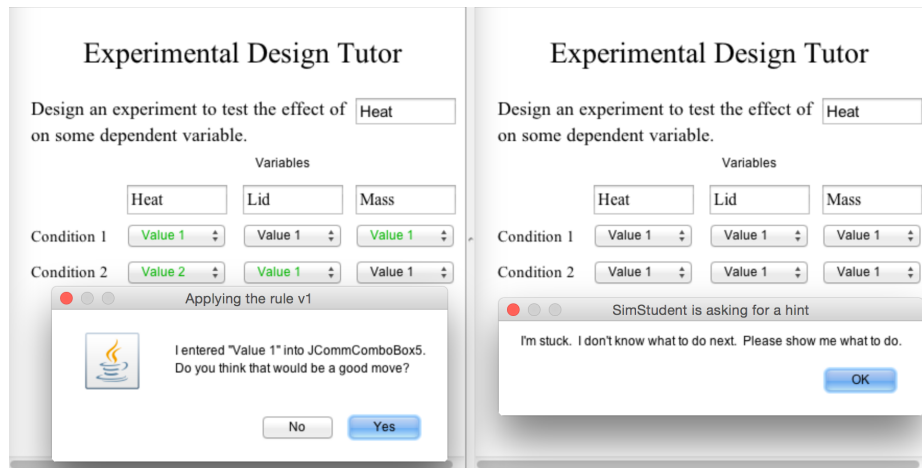 Experimental Design Tutor
Design an experiment to test the effect of Heat
on some dependent variable.
Variables
Heat Lid Mass
Condition 1 Value 1 Value 1 Value 1
Condition 2 Value 2 Value 1 Value 1
Applying the rule v1
I entered "Value 1" into JCommComboBox5.
Do you think that would be a good move?
No Yes
Experimental Design Tutor
Design an experiment to test the effect of Heat
on some dependent variable.
Variables
Heat Lid Mass
Condition 1 Value 1 Value 1 Value 1
Condition 2 Value 1 Value 1 Value 1
SimStudent is asking for a hint
I'm stuck. I don't know what to do next. Please show me what to do.
OK